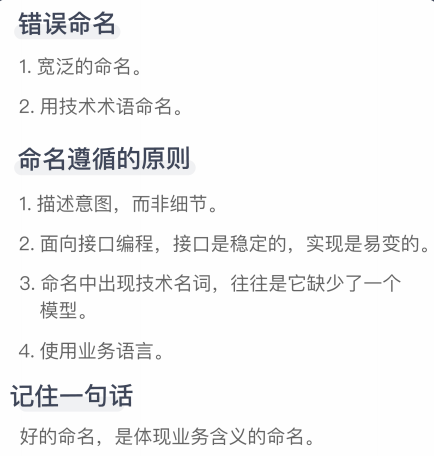 错误命名
1. 宽泛的命名。
2. 用技术术语命名。
命名遵循的原则
1. 描述意图，而非细节。
2. 面向接口编程，接口是稳定的，实现是易变的。
3. 命名中出现技术名词，往往是它缺少了一个
模型。
4. 使用业务语言。
记住一句话
好的命名，是体现业务含义的命名。